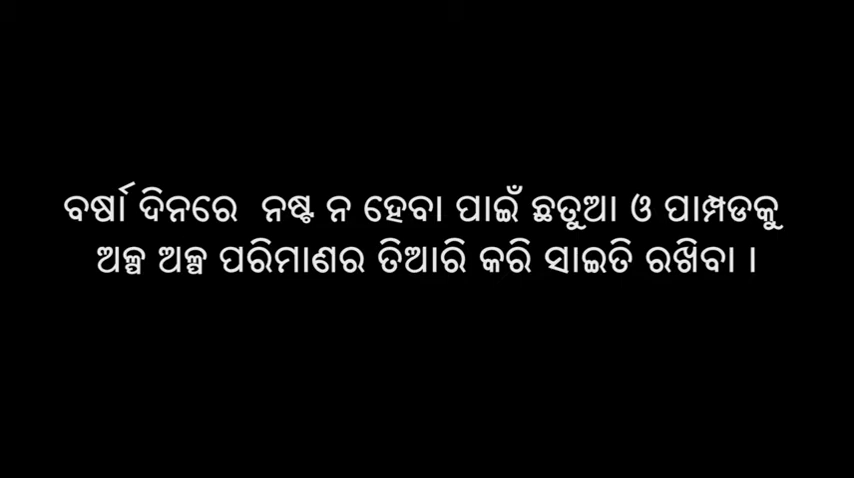 ବର୍ଷା ଦିନରେ  ନଷ୍ଟ ନ ହେବା ପାଇଁ ଛତୁଆ ଓ ପାମ୍ପଡକୁ
ଅଳ୍ପ ଅଳ୍ପ ପରିମାଣର ତିଆରି କରି ସାଇତି ରଖିବା ।